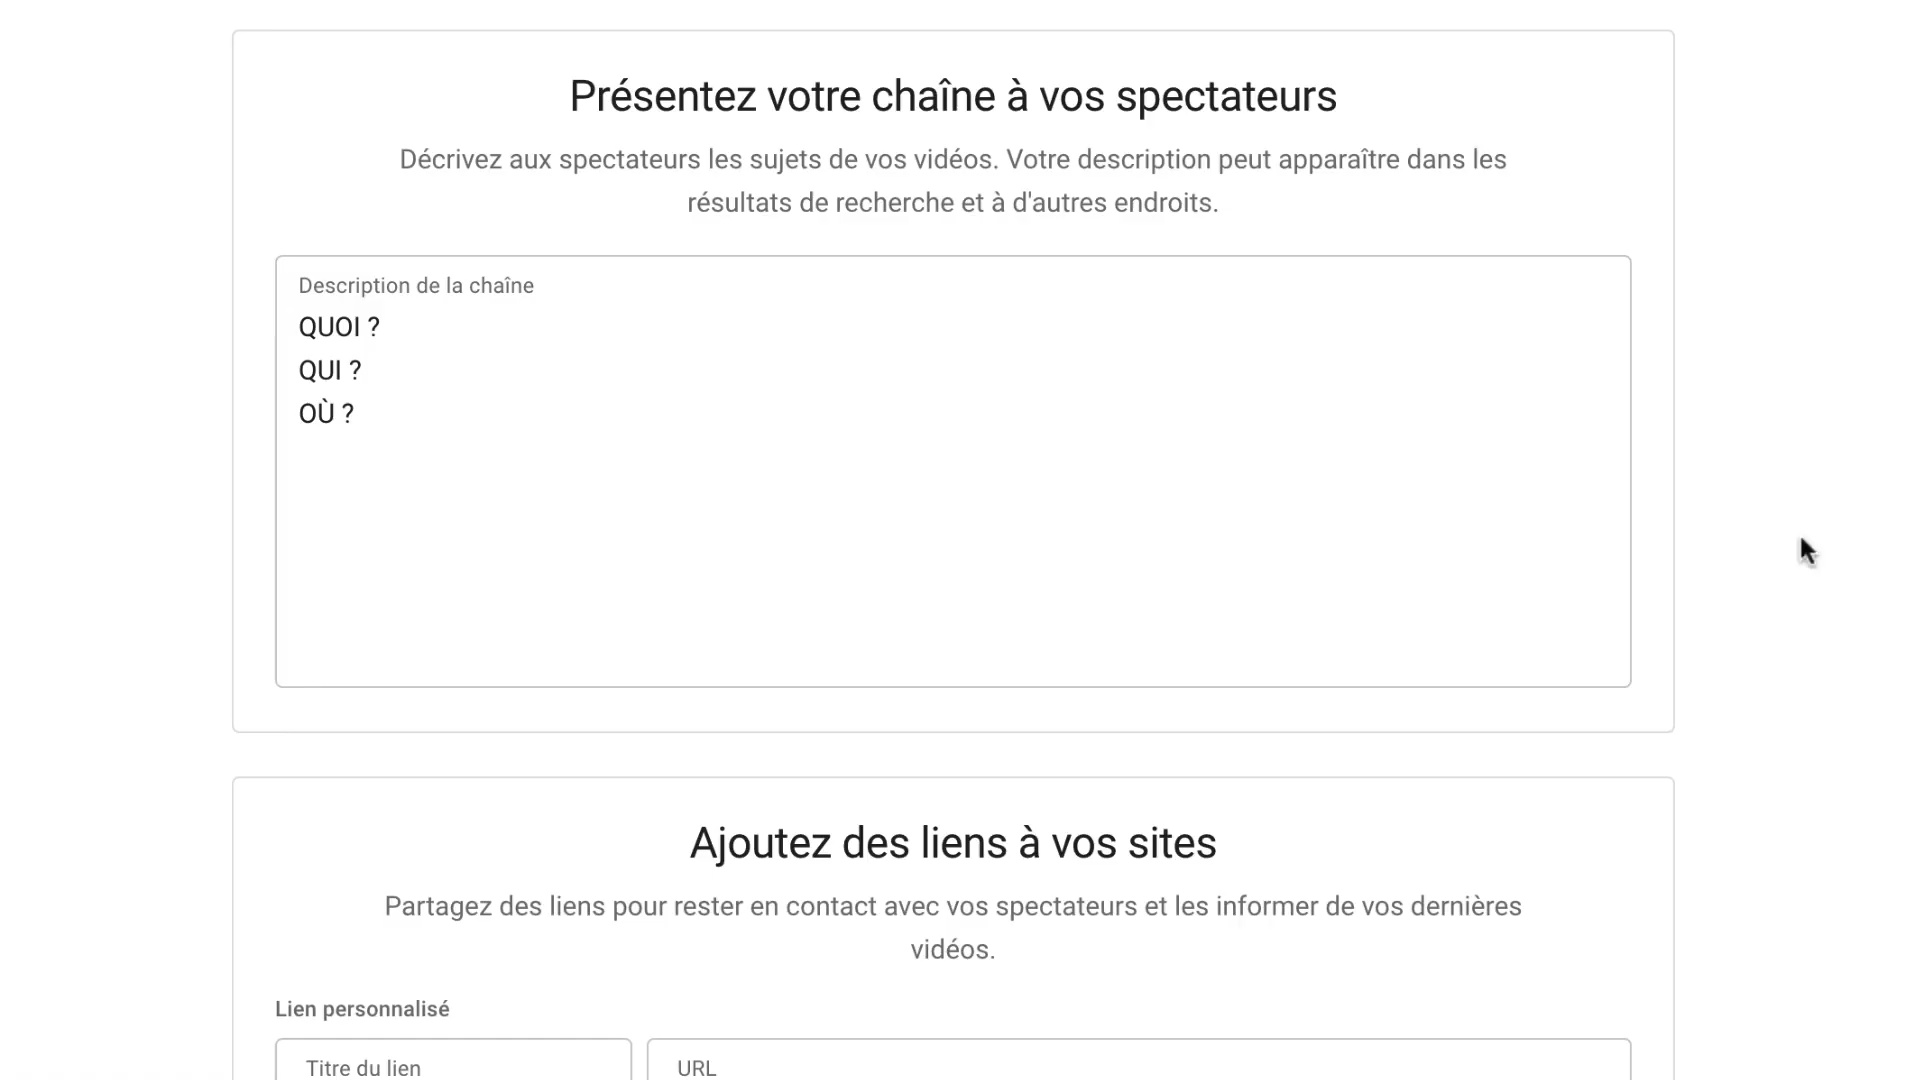 Présentez votre chaîne à vos spectateurs
Décrivez aux spectateurs les sujets de vos vidéos. Votre description peut apparaître dans les
résultats de recherche et à d'autres endroits.
Description de la chaîne
QUOI ?
QUI ?
OÙ ?
Ajoutez des liens à vos sites
Partagez des liens pour rester en contact avec vos spectateurs et les informer de vos dernières
vidéos.
Lien personnalisé
Titre du lien
URL